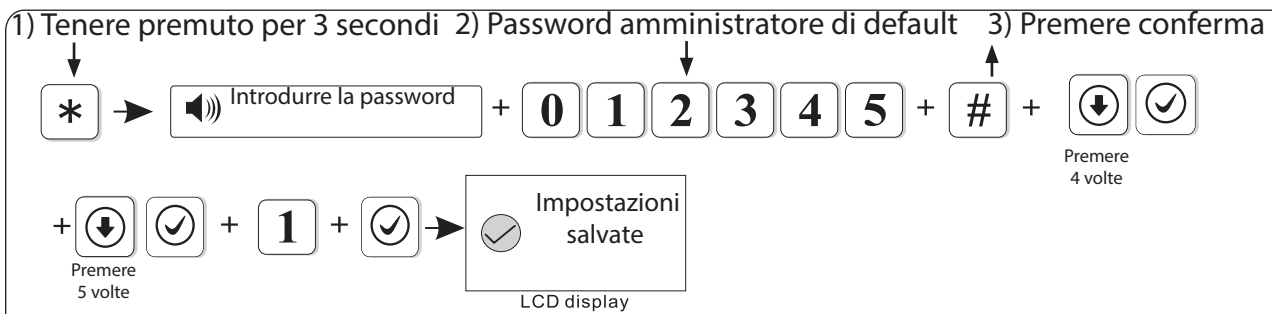 1) Tenere premuto per 3 secondi 2) Password amministratore di default 3) Premere conferma
* Introdurre la password + 0 1 2 3 4 5 + # +
Premere
4 volte
+ + 1 +
Impostazioni
salvate
Premere
5 volte
LCD display